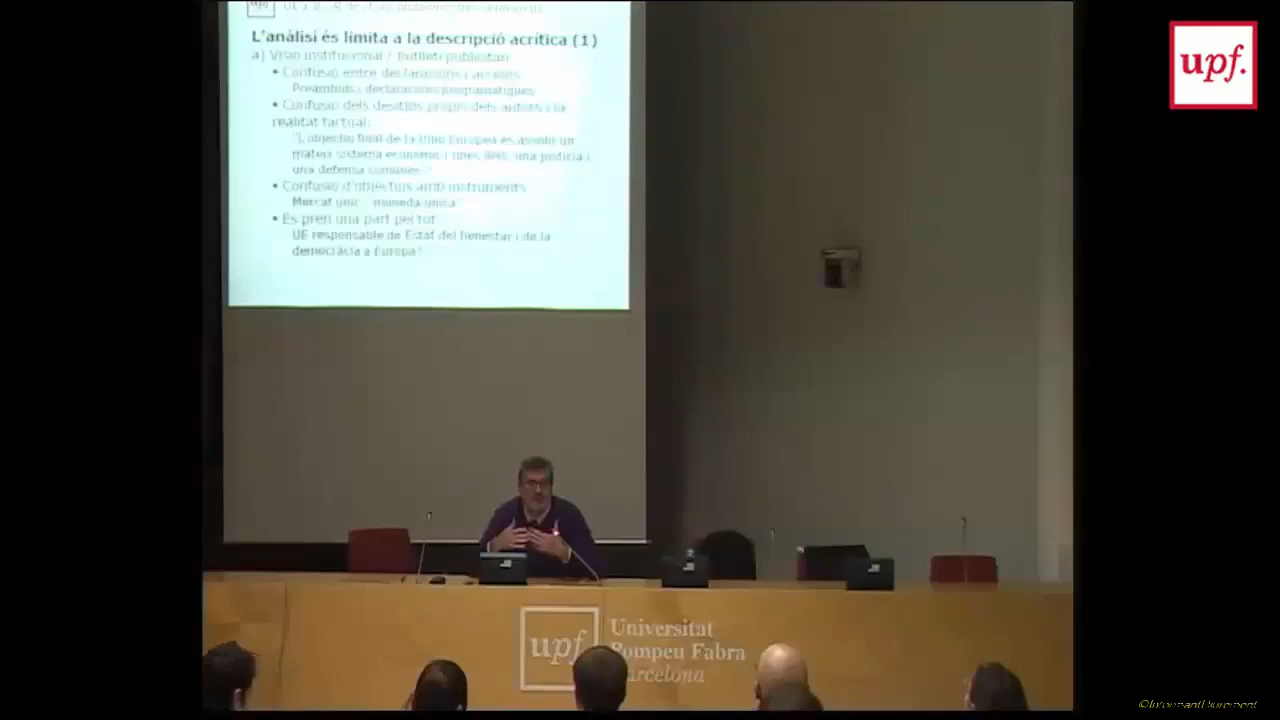 upf.
L'anàlisi és limita a la descripció acrítica (1)
a) Visió institucional / Butlletí publicitari
• Confusió entre declaracions i accions
Preàmbuls i declaracions programàtiques
• Confusió dels desitjos propis dels autors i la
realitat factual:
"L'objectiu final de la Unió Europea és assolir un
mateix sistema econòmic i unes lleis, una justícia i
una defensa comunes."
• Confusió d'objectius amb instruments
Mercat únic - moneda única
• Es pren una part pel tot
UE responsable de Estat del benestar i de la
democràcia a Europa?
upf.
Universitat
Pompeu Fabra
Barcelona